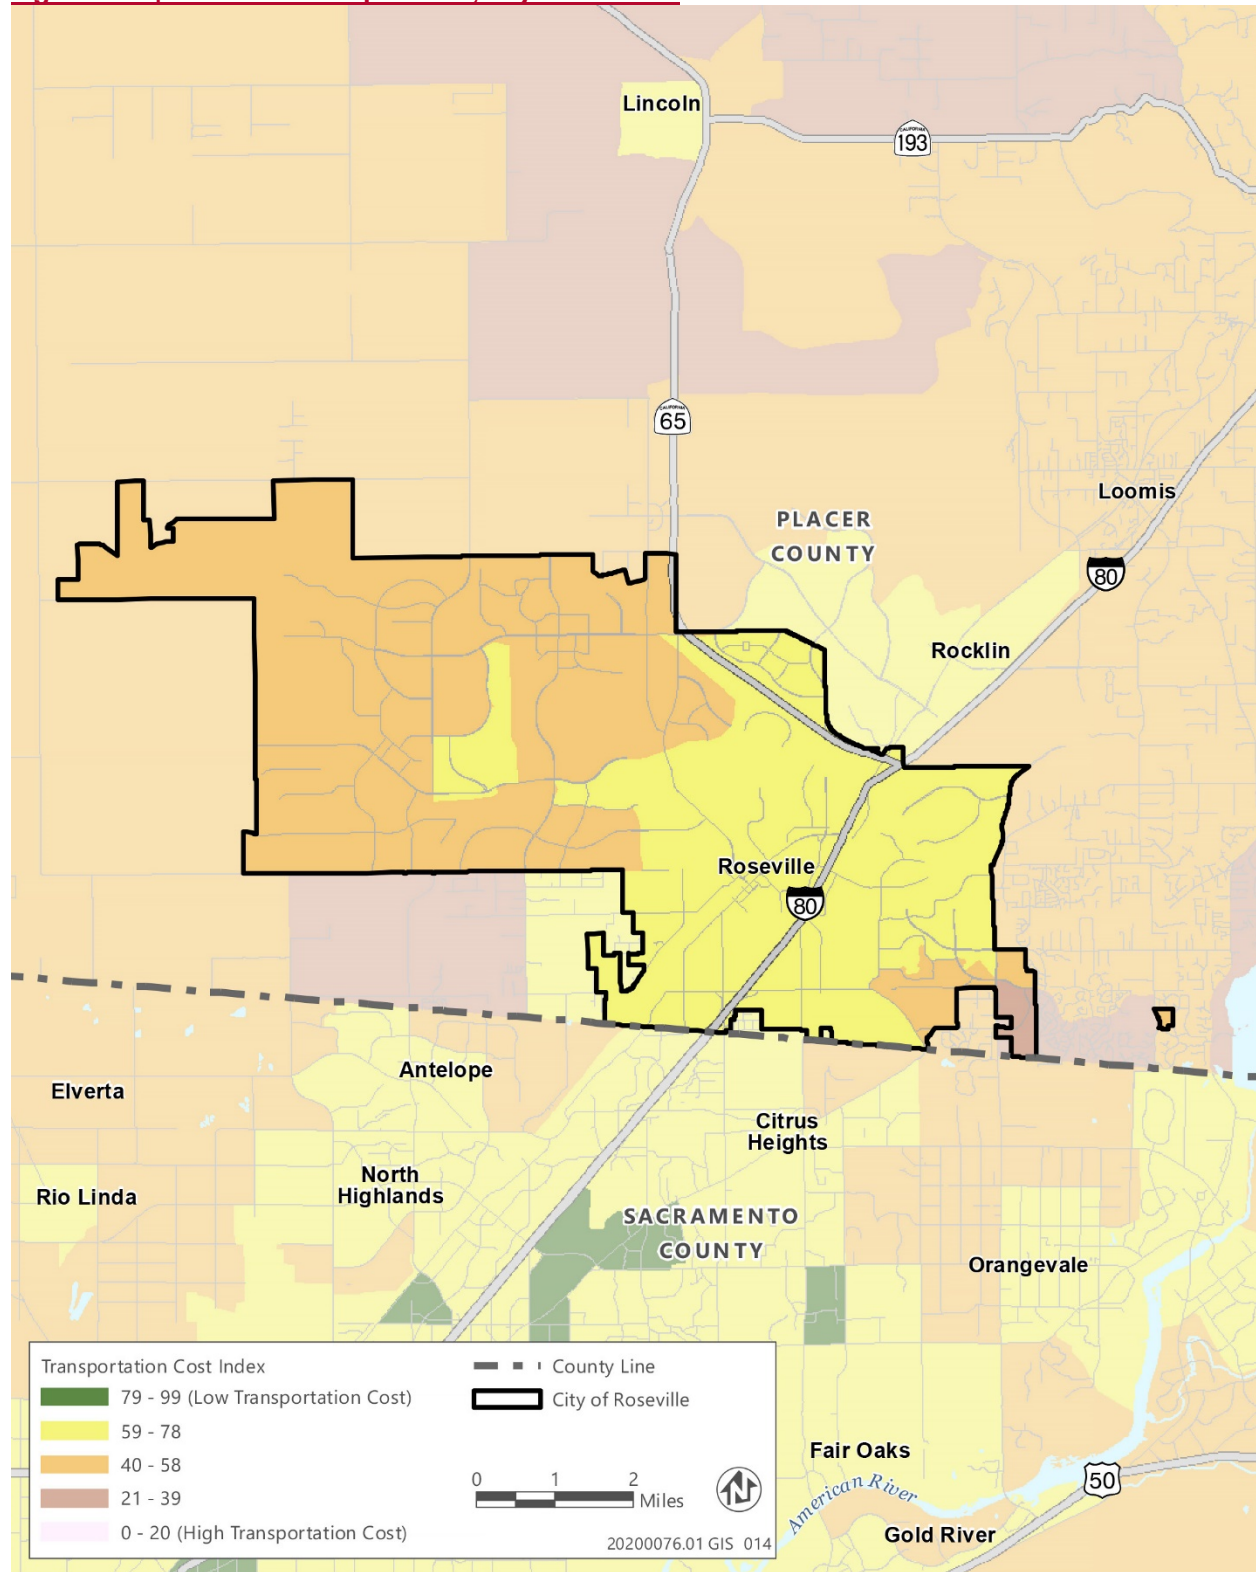 Lincoln
CALIFORNIA
193
CALIFORNIA
65
Loomis
PLACER
COUNTY
80
Rocklin
Roseville
80
Antelope
Elverta
Citrus
Heights
North
Highlands
Rio Linda
SACRAMENTO
COUNTY
Orangevale
Fair Oaks
American River
50
Gold River
Transportation Cost Index
79 - 99 (Low Transportation Cost)
59 - 78
40 - 58
21 - 39
0 - 20 (High Transportation Cost)
County Line
City of Roseville
0 1 2
Miles
N
20200076.01 GIS 014